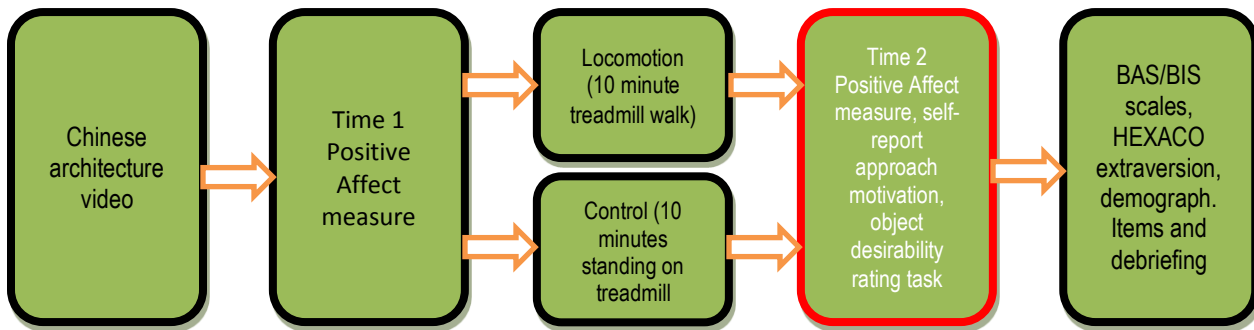 Chinese
architecture
video
Time 1
Positive
Affect
measure
Locomotion
(10 minute
treadmill walk)
Control (10
minutes
standing on
treadmill
Time 2
Positive Affect
measure, self-
report
approach
motivation,
object
desirability
rating task
BAS/BIS
scales,
HEXACO
extraversion,
demograph.
Items and
debriefing